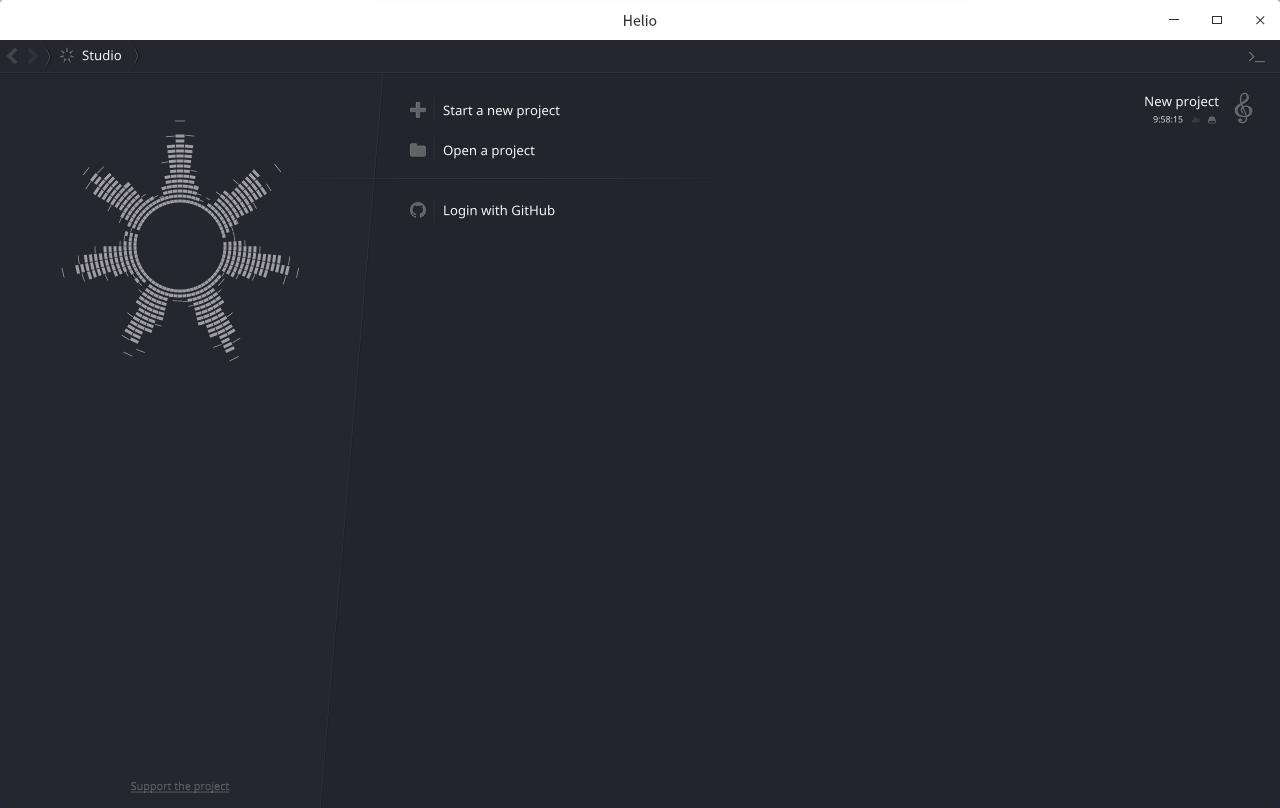 Helio
Studio
Start a new project
Open a project
Login with GitHub
New project
9:58:15
Support the project